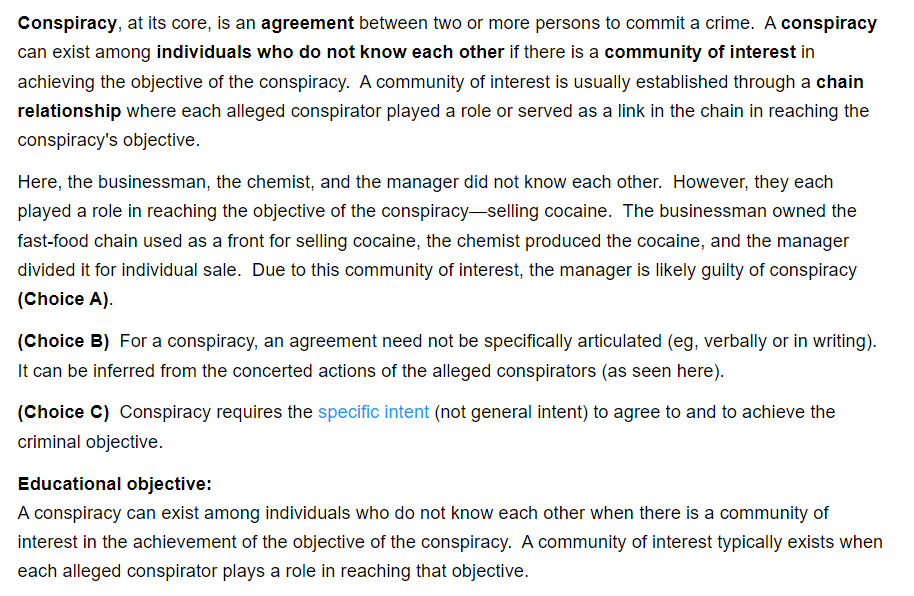 Conspiracy, at its core, is an agreement between two or more persons to commit a crime.  A conspiracy
can exist among individuals who do not know each other if there is a community of interest in
achieving the objective of the conspiracy.  A community of interest is usually established through a chain
relationship where each alleged conspirator played a role or served as a link in the chain in reaching the
conspiracy's objective.
Here, the businessman, the chemist, and the manager did not know each other.  However, they each
played a role in reaching the objective of the conspiracy—selling cocaine.  The businessman owned the
fast-food chain used as a front for selling cocaine, the chemist produced the cocaine, and the manager
divided it for individual sale.  Due to this community of interest, the manager is likely guilty of conspiracy
(Choice A).
(Choice B)  For a conspiracy, an agreement need not be specifically articulated (eg, verbally or in writing).
It can be inferred from the concerted actions of the alleged conspirators (as seen here).
(Choice C)  Conspiracy requires the specific intent (not general intent) to agree to and to achieve the
criminal objective.
Educational objective:
A conspiracy can exist among individuals who do not know each other when there is a community of
interest in the achievement of the objective of the conspiracy.  A community of interest typically exists when
each alleged conspirator plays a role in reaching that objective.